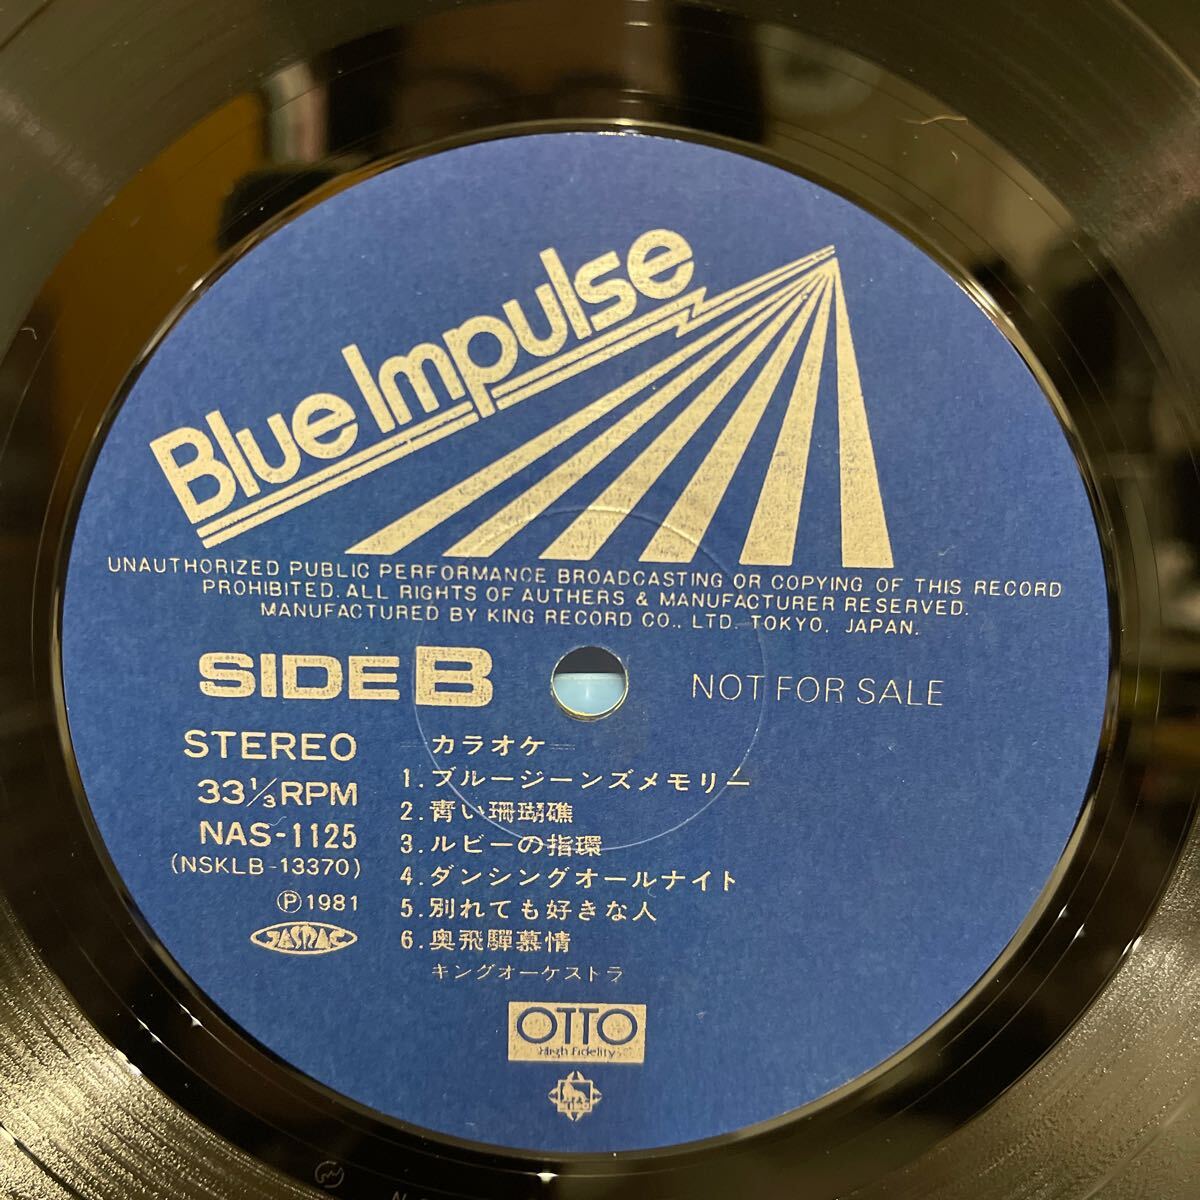 Blue Impulse
UNAUTHORIZED PUBLIC PERFORMANCE BROADCASTING OR COPYING OF THIS RECORD
PROHIBITED. ALL RIGHTS OF AUTHERS & MANUFACTURER RESERVED.
MANUFACTURED BY KING RECORD CO., LTD. TOKYO, JAPAN.
SIDE B
NOT FOR SALE
STEREO
33⅓RPM
NAS-1125
(NSKLB-13370)
Ⓟ1981
JASRAC
カラオケ
1.ブルージーンズメモリー
2.青い珊瑚礁
3.ルビーの指環
4.ダンシングオールナイト
5.別れても好きな人
6.奥飛驒慕情
キングオーケストラ
OTTO
High Fidelity